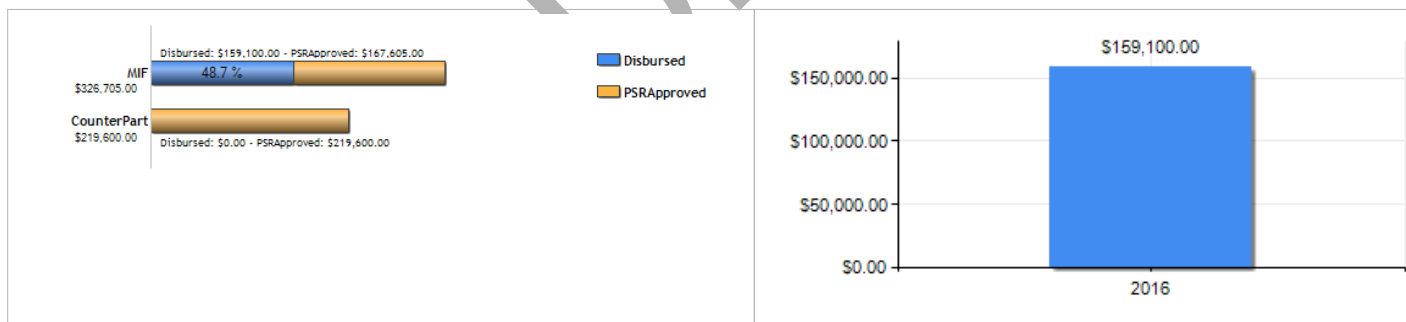 Disbursed: $159,100.00 - PSRApproved: $167,605.00
MIF
48.7 %
$326,705.00
CounterPart
$219,600.00
Disbursed: $0.00 - PSRApproved: $219,600.00
Disbursed
PSRApproved
$159,100.00
$150,000.00
$100,000.00
$50,000.00
$0.00
2016